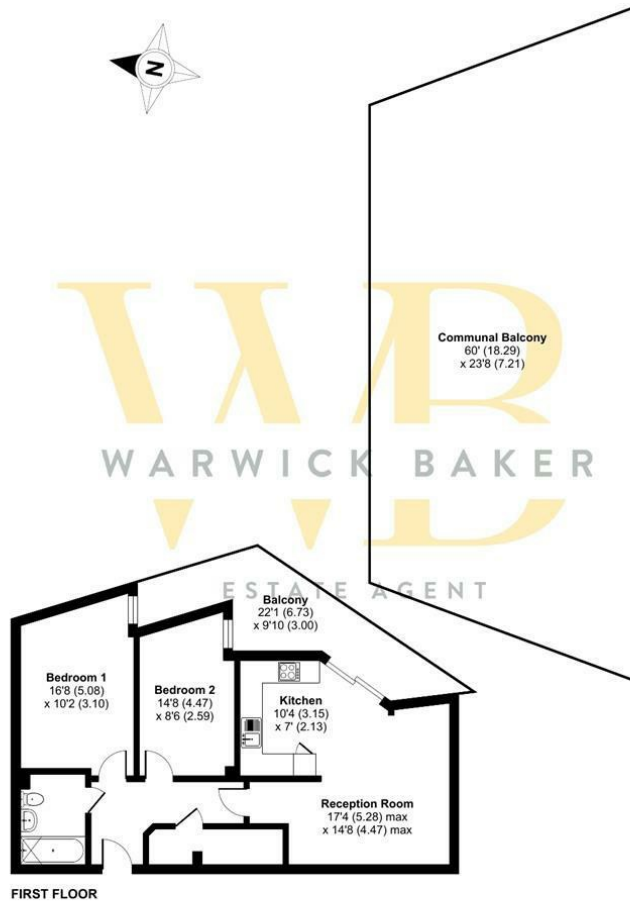 N
Communal Balcony
60' (18.29)
x 23'8 (7.21)
WB
WARWICK BAKER
ESTATE AGENT
Balcony
22'1 (6.73)
x 9'10 (3.00)
Bedroom 1
16'8 (5.08)
x 10'2 (3.10)
Bedroom 2
14'8 (4.47)
x 8'6 (2.59)
Kitchen
10'4 (3.15)
x 7' (2.13)
Reception Room
17'4 (5.28) max
x 14'8 (4.47) max
FIRST FLOOR